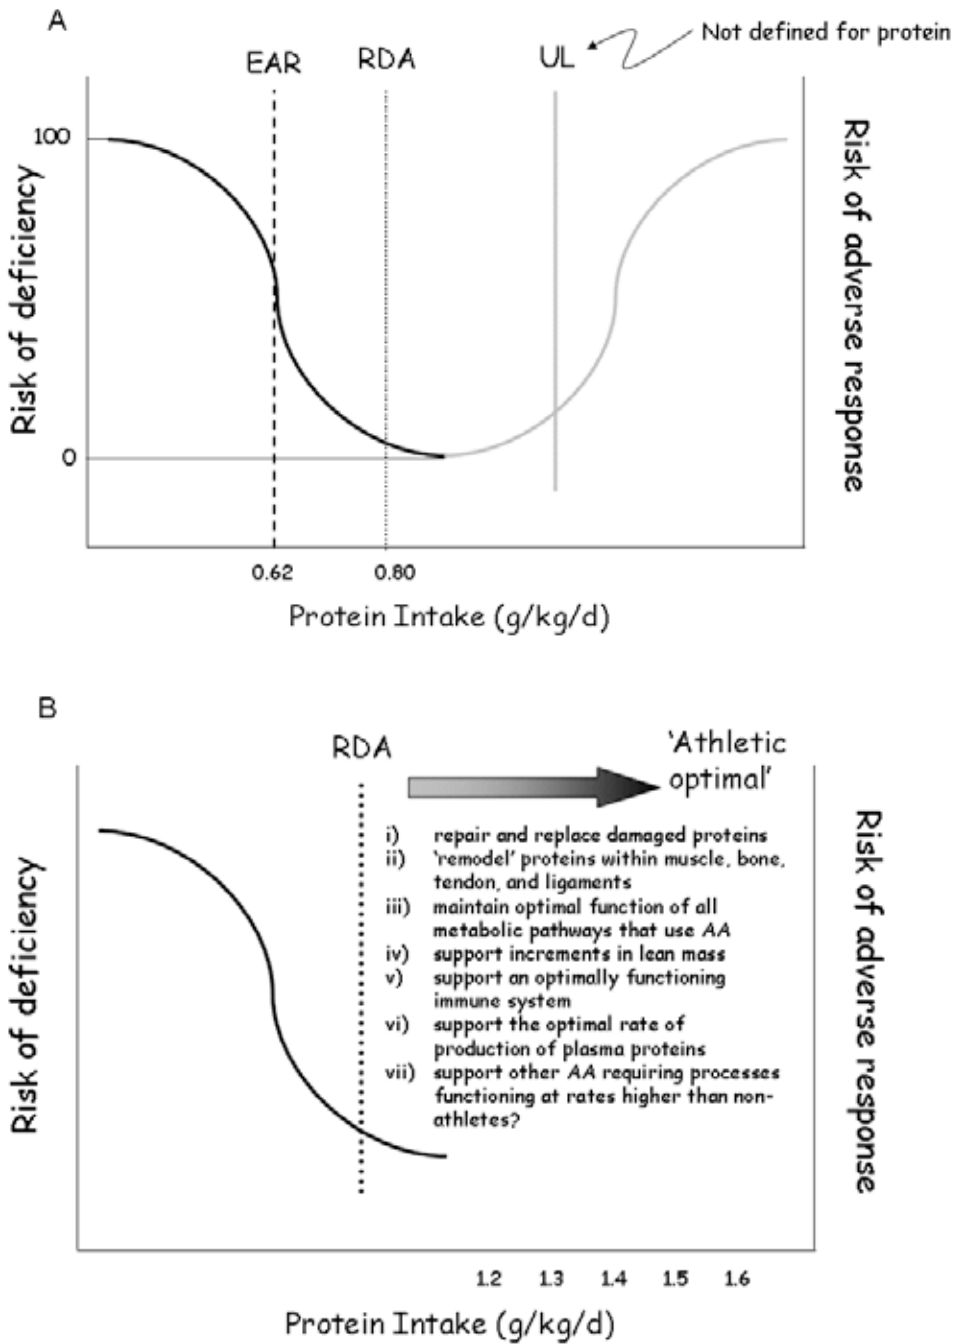 A
Not defined for protein
EAR
RDA
UL
100
0
Risk of deficiency
Risk of adverse response
0.62
0.80
Protein Intake (g/kg/d)
B
RDA
'Athletic
optimal'
i) repair and replace damaged proteins
ii) 'remodel' proteins within muscle, bone,
tendon, and ligaments
iii) maintain optimal function of all
metabolic pathways that use AA
iv) support increments in lean mass
v) support an optimally functioning
immune system
vi) support the optimal rate of
production of plasma proteins
vii) support other AA requiring processes
functioning at rates higher than non-
athletes?
Risk of deficiency
Risk of adverse response
1.2 1.3 1.4 1.5 1.6
Protein Intake (g/kg/d)